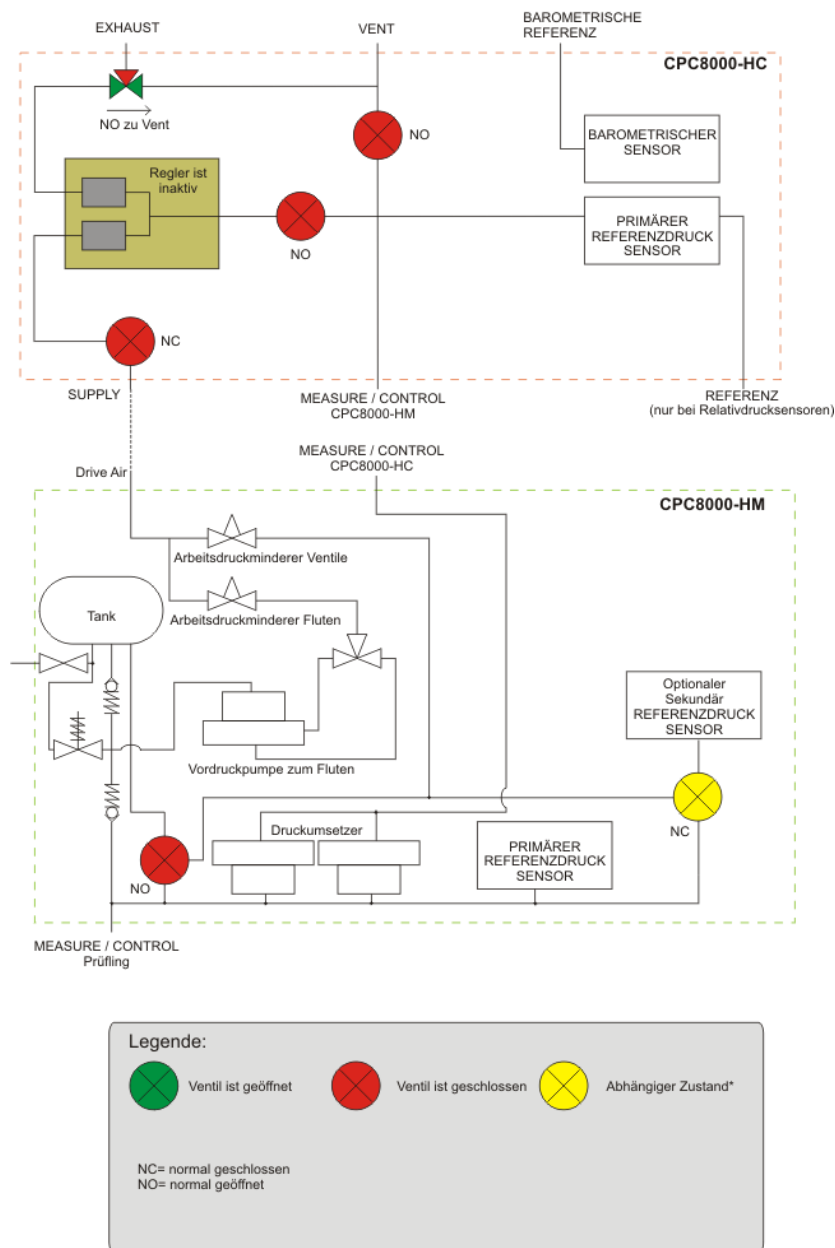 EXHAUST
VENT
BAROMETRISCHE
REFERENZ
CPC8000-HC
NO zu Vent
NO
BAROMETRISCHER
SENSOR
Regler ist
inaktiv
NO
PRIMÄRER
REFERENZDRUCK
SENSOR
NC
SUPPLY
MEASURE / CONTROL
CPC8000-HM
REFERENZ
(nur bei Relativdrucksensoren)
MEASURE / CONTROL
CPC8000-HC
Drive Air
CPC8000-HM
Arbeitsdruckminderer Ventile
Tank
Arbeitsdruckminderer Fluten
Optionaler
Sekundär
REFERENZDRUCK
SENSOR
Vordruckpumpe zum Fluten
Druckumsetzer
NC
PRIMÄRER
REFERENZDRUCK
SENSOR
NO
MEASURE / CONTROL
Prüfling
Legende:
Ventil ist geöffnet
Ventil ist geschlossen
Abhängiger Zustand*
NC= normal geschlossen
NO= normal geöffnet